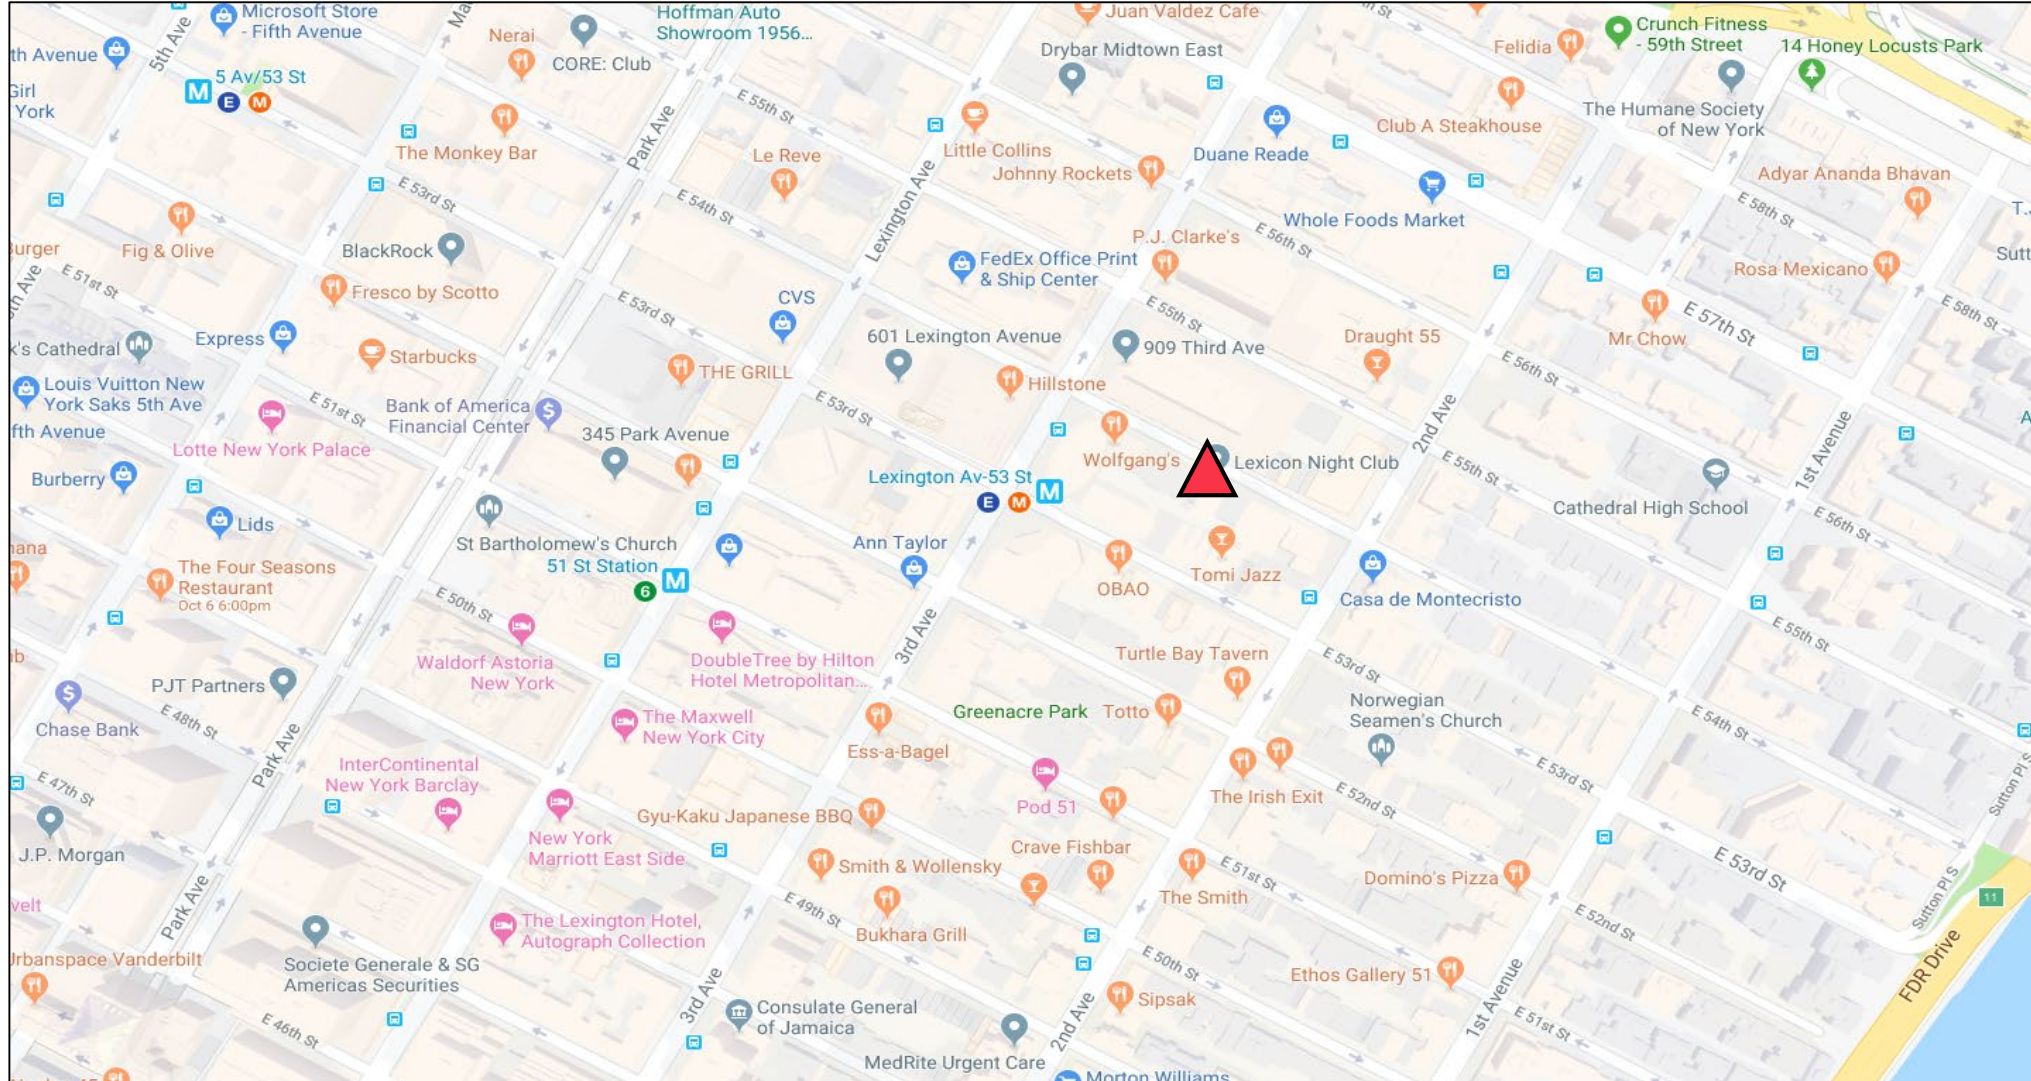 Microsoft Store
- Fifth Avenue
Hoffman Auto
Showroom 1956...
Juan Valdez Cafe
Crunch Fitness
- 59th Street
14 Honey Locusts Park
5th Ave
Nerai
CORE: Club
Drybar Midtown East
Felidia
th Avenue
5 Av/53 St
M
E
M
Girl
York
E 55th St
Park Ave
The Humane Society
of New York
Club A Steakhouse
The Monkey Bar
Le Reve
Little Collins
Johnny Rockets
Duane Reade
Adyar Ananda Bhavan
E 53rd St
E 54th St
Lexington Ave
Whole Foods Market
E 58th St
Burger
Fig & Olive
BlackRock
FedEx Office Print
& Ship Center
P.J. Clarke's
E 56th St
Rosa Mexicano
Sutt
E 51st St
Fresco by Scotto
E 53rd St
CVS
E 55th St
E 57th St
E 58th St
k's Cathedral
Express
Starbucks
THE GRILL
601 Lexington Avenue
909 Third Ave
Draught 55
Mr Chow
Louis Vuitton New
York Saks 5th Ave
E 51st St
Bank of America
Financial Center
E 53rd St
Hillstone
E 56th St
fth Avenue
Lotte New York Palace
345 Park Avenue
Wolfgang's
Lexicon Night Club
2nd Ave
E 55th St
1st Avenue
Burberry
Lexington Av-53 St
M
E
M
Cathedral High School
E 56th St
Lids
St Bartholomew's Church
51 St Station
M
6
Ann Taylor
OBAO
Tomi Jazz
Casa de Montecristo
The Four Seasons
Restaurant
Oct 6 6:00pm
E 50th St
3rd Ave
E 55th St
Waldorf Astoria
New York
DoubleTree by Hilton
Hotel Metropolitan...
Turtle Bay Tavern
E 53rd St
PJT Partners
Chase Bank
E 48th St
The Maxwell
New York City
Greenacre Park
Totto
Norwegian
Seamen's Church
E 54th St
Park Ave
Ess-a-Bagel
E 47th St
InterContinental
New York Barclay
Pod 51
The Irish Exit
E 52nd St
E 53rd St
Sutton Pl S
J.P. Morgan
New York
Marriott East Side
Gyu-Kaku Japanese BBQ
Crave Fishbar
Smith & Wollensky
The Smith
E 51st St
Domino's Pizza
E 53rd St
velt
Park Ave
The Lexington Hotel,
Autograph Collection
E 49th St
Bukhara Grill
E 52nd St
Sutton Pl S
11
Urbanspace Vanderbilt
Societe Generale & SG
Americas Securities
E 50th St
Ethos Gallery 51
FDR Drive
E 46th St
3rd Ave
Consulate General
of Jamaica
MedRite Urgent Care
2nd Ave
Sipsak
1st Avenue
E 51st St
Morton Williams